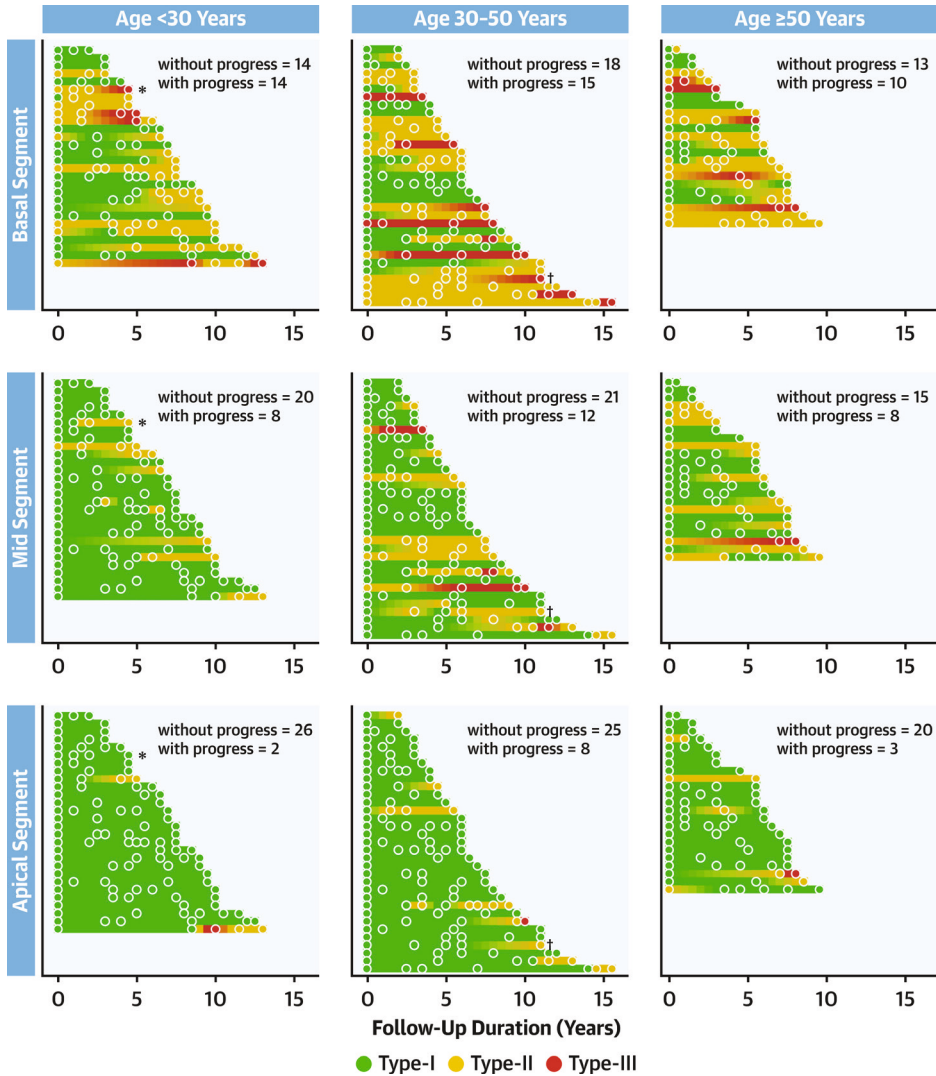 Age <30 Years
Age 30–50 Years
Age ≥50 Years
Basal Segment
without progress = 14
with progress = 14
*
0 5 10 15
without progress = 18
with progress = 15
†
0 5 10 15
without progress = 13
with progress = 10
0 5 10 15
Mid Segment
without progress = 20
with progress = 8
*
0 5 10 15
without progress = 21
with progress = 12
†
0 5 10 15
without progress = 15
with progress = 8
0 5 10 15
Apical Segment
without progress = 26
with progress = 2
*
0 5 10 15
without progress = 25
with progress = 8
†
0 5 10 15
without progress = 20
with progress = 3
0 5 10 15
Follow-Up Duration (Years)
Type-I Type-II Type-III